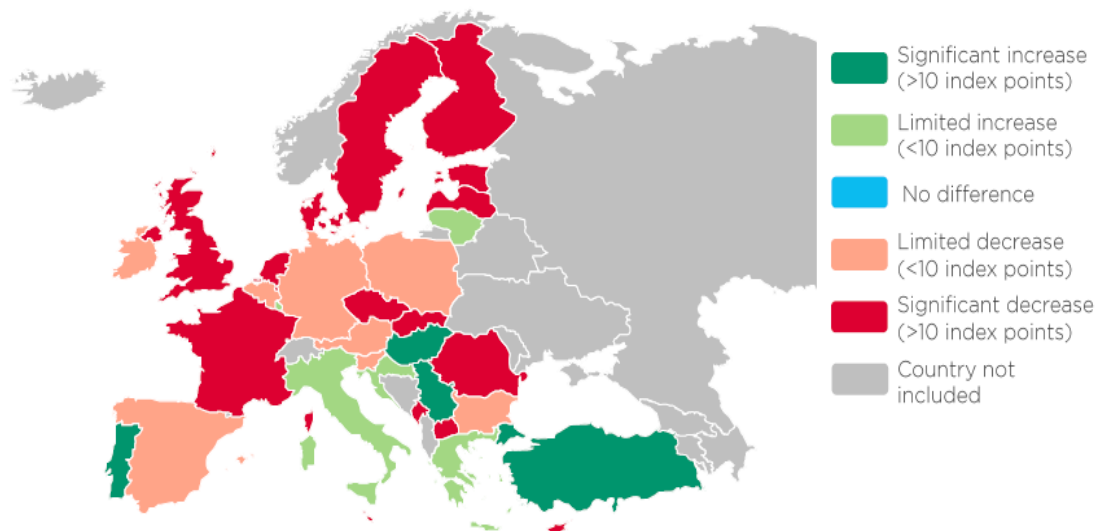 Significant increase
(>10 index points)
Limited increase
(<10 index points)
No difference
Limited decrease
(<10 index points)
Significant decrease
(>10 index points)
Country not
included